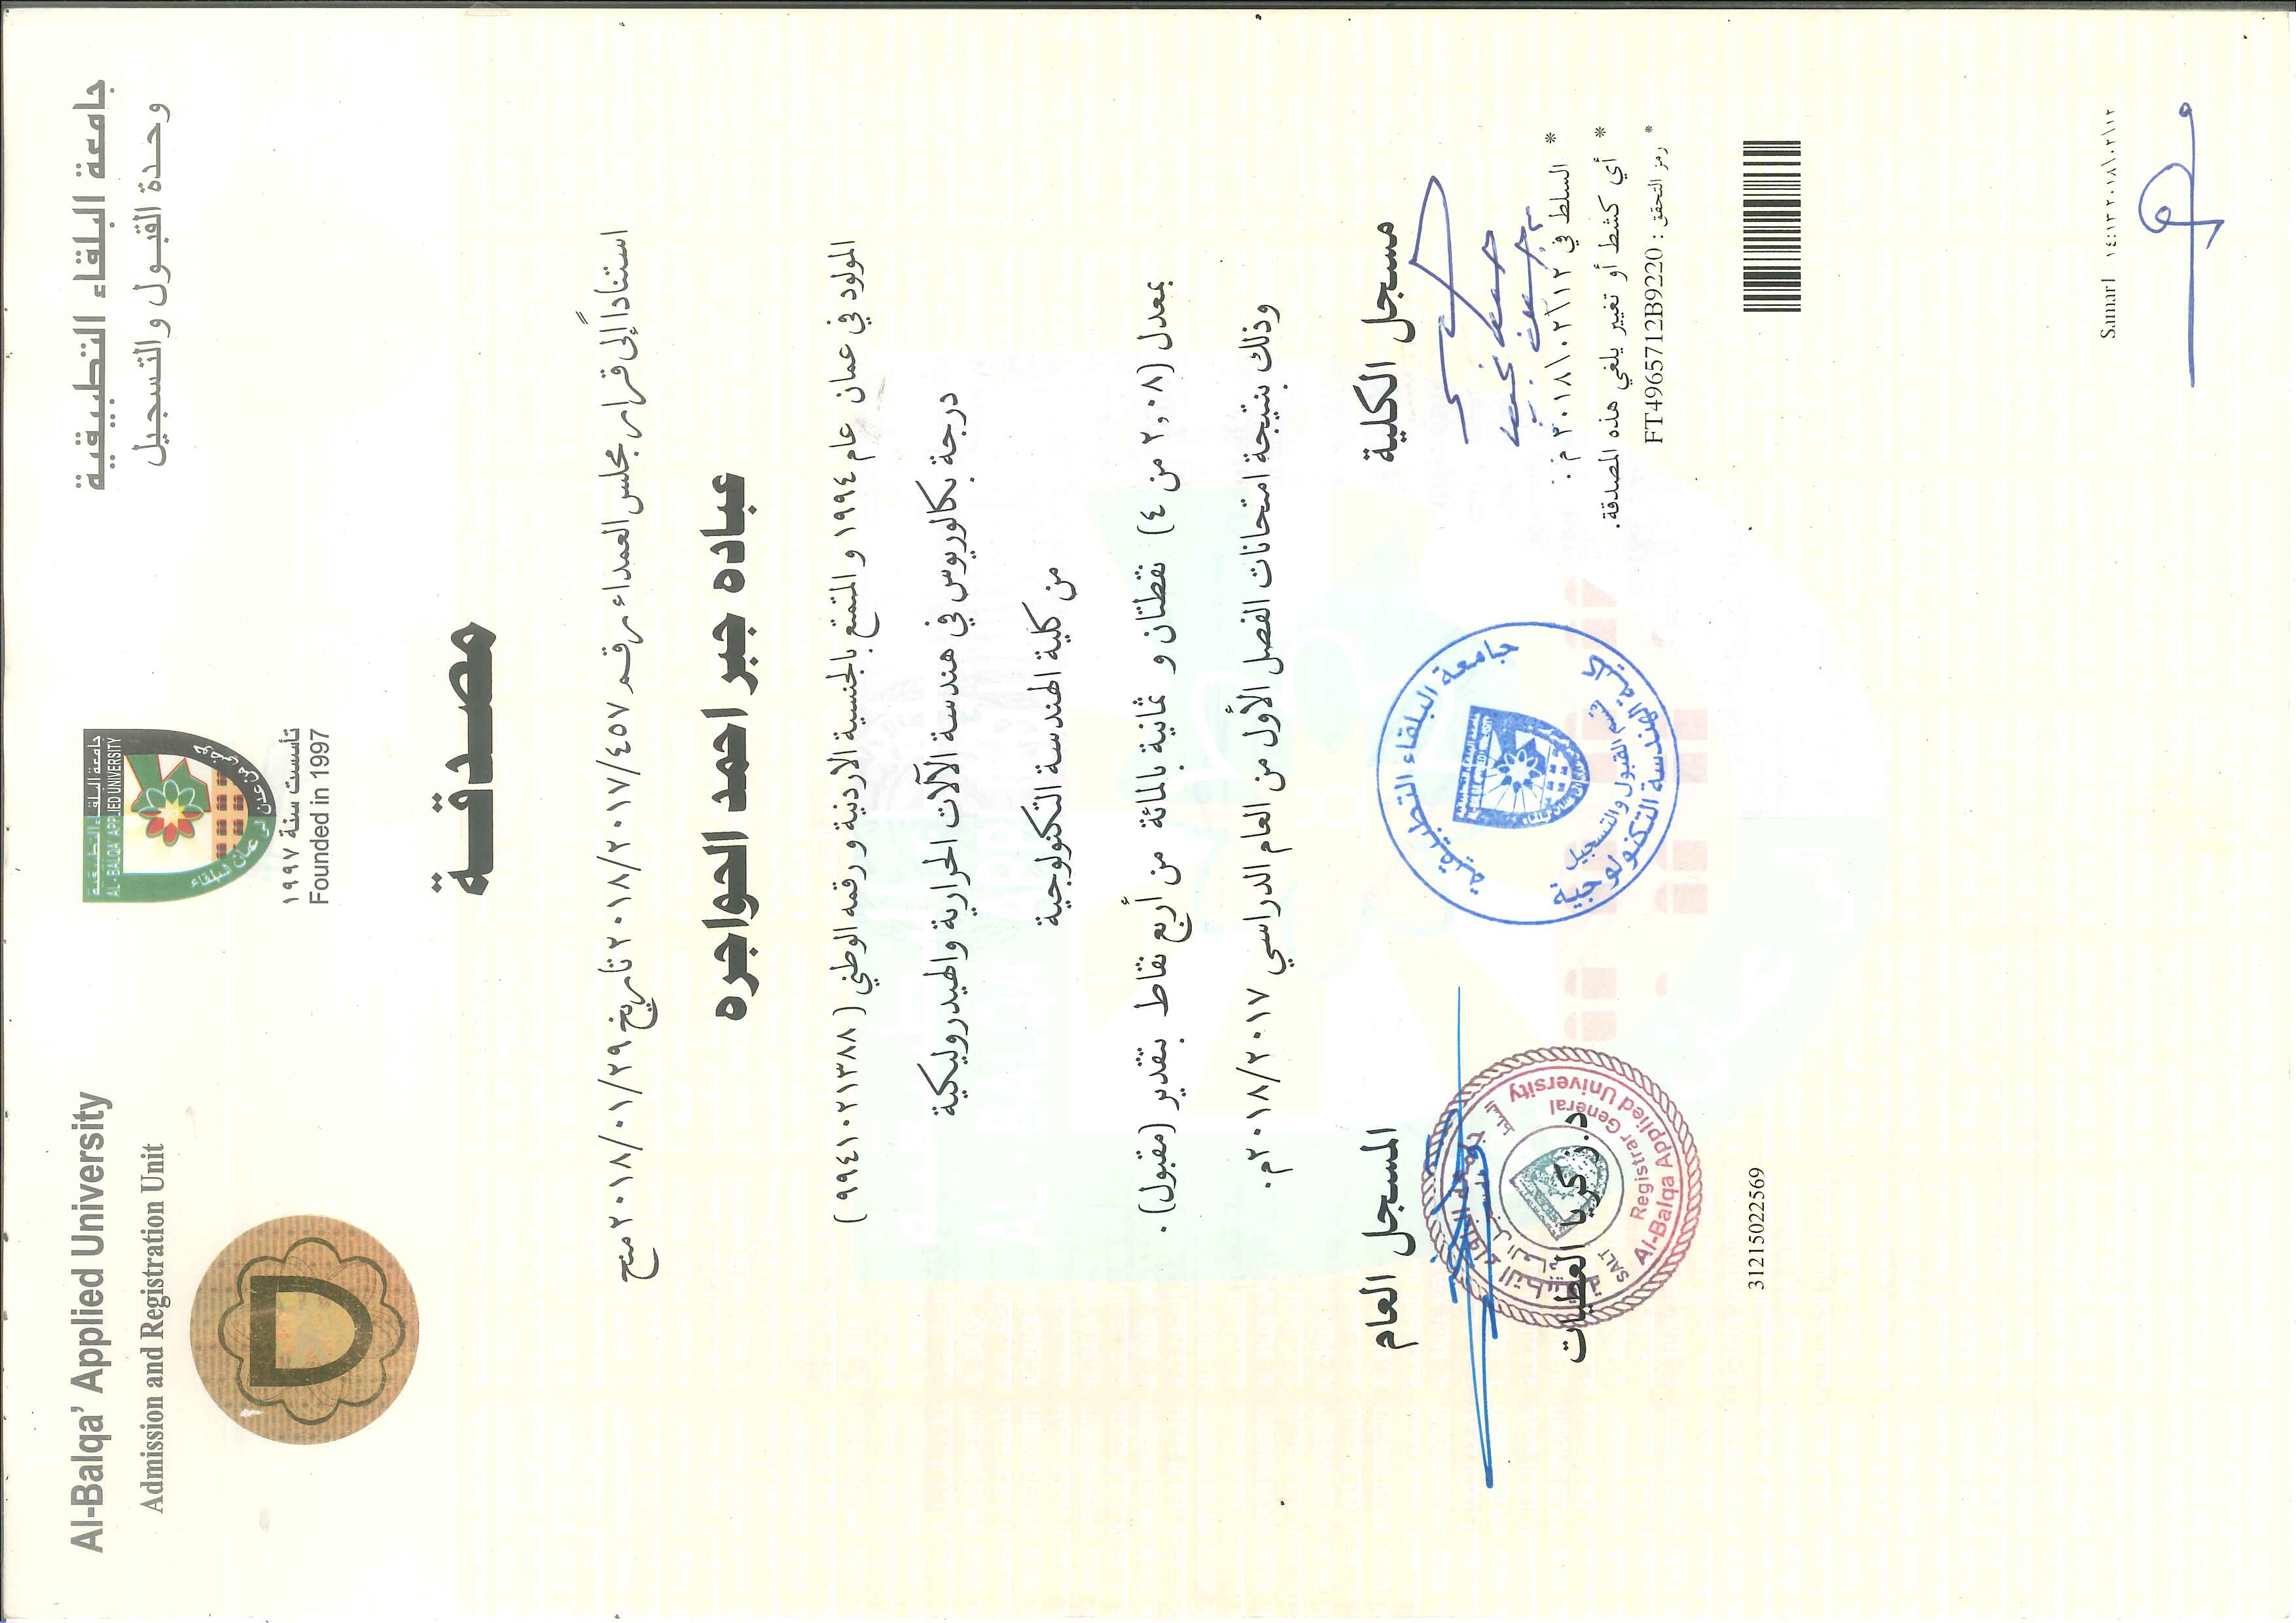 Al-Balqa' Applied University
Admission and Registration Unit
جامعة البلقاء التطبيقية
وحدة القبول والتسجيل
جامعة البلقاء التطبيقية
AL - BALQA' APPLIED UNIVERSITY
تأسست سنة ١٩٩٧
Founded in 1997
مصدقة
استناداً إلى قرار مجلس العمداء رقم ٢٠١٨/٢٠١٧/٤٥٧ تاريخ ٢٠١٨/٠١/٢٩ منح
عباده جبر احمد الحواجره
المولود في عمان عام ١٩٩٤ و المتمتع بالجنسية الاردنية و رقمه الوطني ( ٩٩٤١٠٢١٣٨٨ )
درجة بكالوريوس في هندسة الآلات الحرارية والهيدروليكية
من كلية الهندسة التكنولوجية
بمعدل (٢,٠٨ من ٤) نقطتان و ثمانية بالمائة من أربع نقاط بتقدير (مقبول) .
وذلك بنتيجة امتحانات الفصل الأول من العام الدراسي ٢٠١٨/٢٠١٧م.
مسجل الكلية
المسجل العام
جامعة البلقاء التطبيقية
قسم القبول والتسجيل
كلية الهندسة التكنولوجية
جامعة البلقاء التطبيقية
مسجل العام
السلط
د.زكريا العطيات
SALT
Registrar General
Al-Balqa Applied University
* السلط في ٢٠١٨\٠٢\١٢ م .
* أي كشط أو تغيير يلغي هذه المصدقة.
* رمز التحقق : FT4965712B9220
31215022569
Samar1 ١٤:١٣ ٢٠١٨\٠٢\١٢